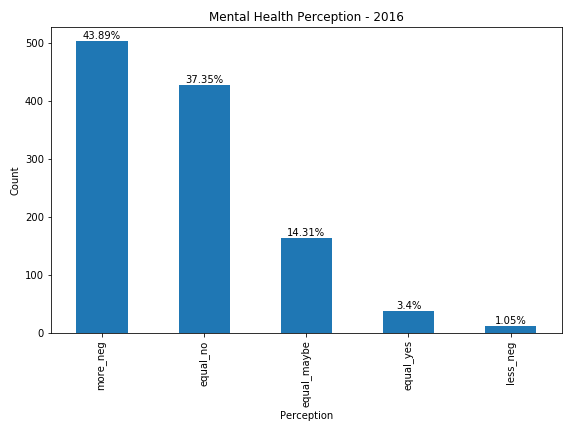 Mental Health Perception - 2016
43.89%
37.35%
14.31%
3.4%
1.05%
500
400
300
200
100
0
Count
more_neg
equal_no
equal_maybe
equal_yes
less_neg
Perception